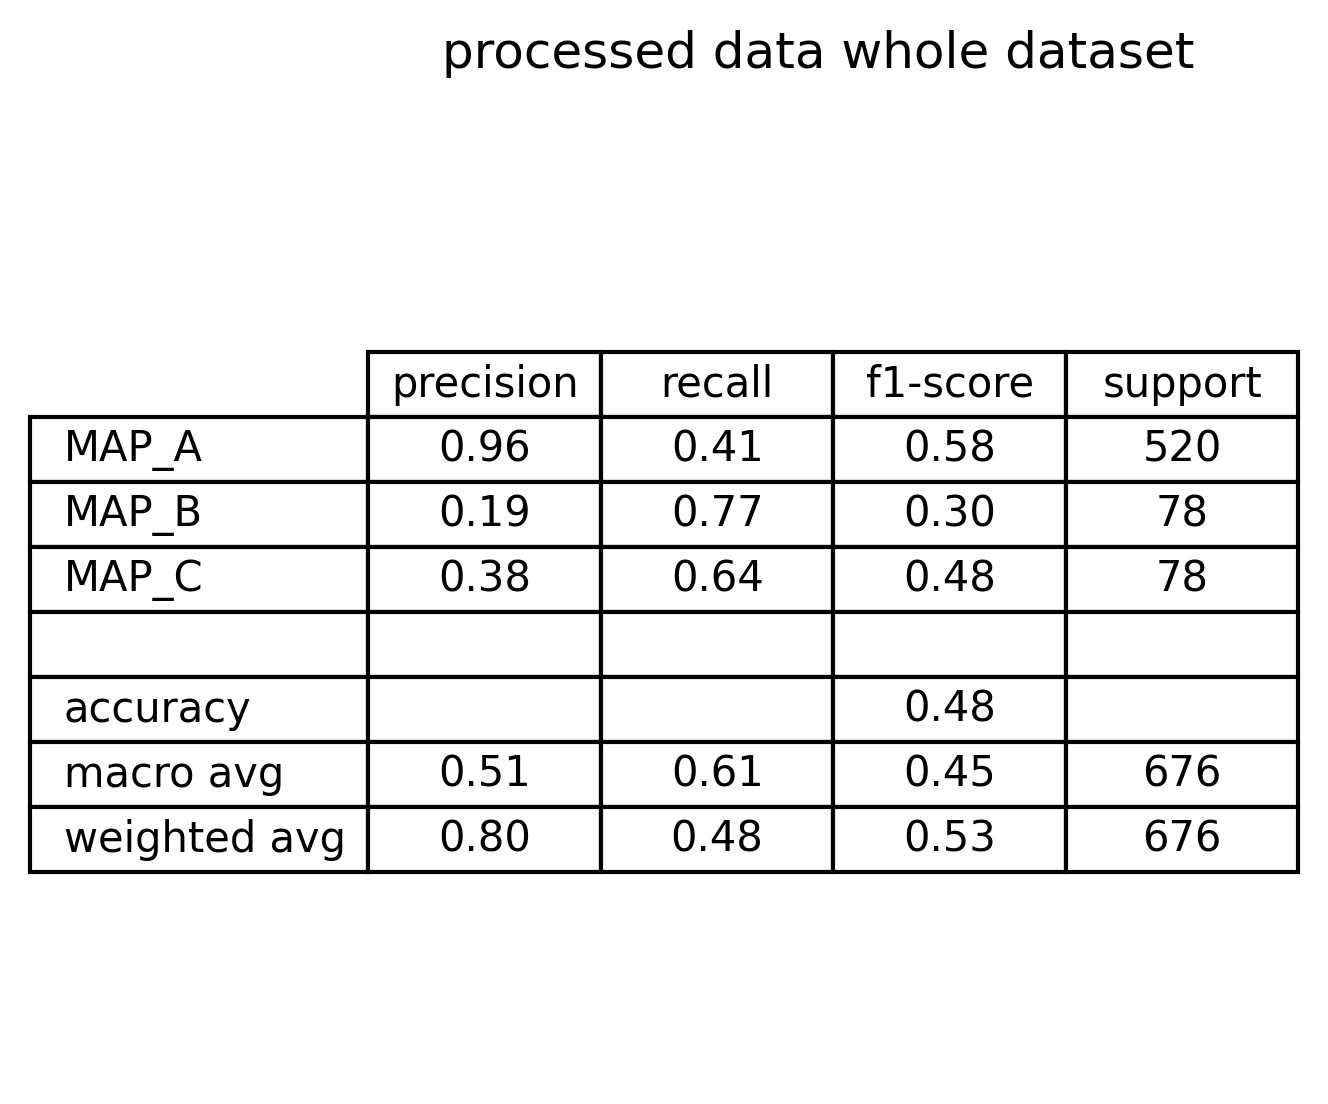 processed data whole dataset
precision recall f1-score support
MAP_A 0.96 0.41 0.58 520
MAP_B 0.19 0.77 0.30 78
MAP_C 0.38 0.64 0.48 78
accuracy 0.48
macro avg 0.51 0.61 0.45 676
weighted avg 0.80 0.48 0.53 676